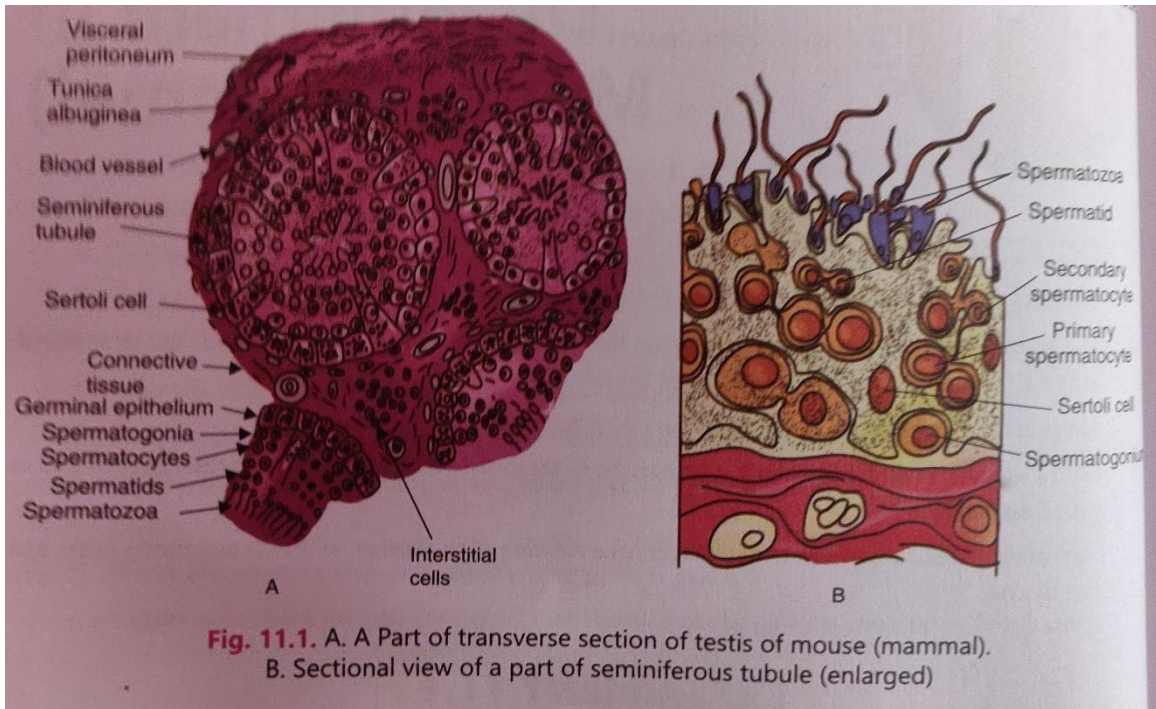 Visceral
peritoneum
Tunica
albuginea
Blood vessel
Seminiferous
tubule
Sertoli cell
Connective
tissue
Germinal epithelium
Spermatogonia
Spermatocytes
Spermatids
Spermatozoa
Interstitial
cells
A
Spermatozoa
Spermatid
Secondary
spermatocyte
Primary
spermatocyte
Sertoli cell
Spermatogoniu
B
Fig. 11.1. A. A Part of transverse section of testis of mouse (mammal).
B. Sectional view of a part of seminiferous tubule (enlarged)